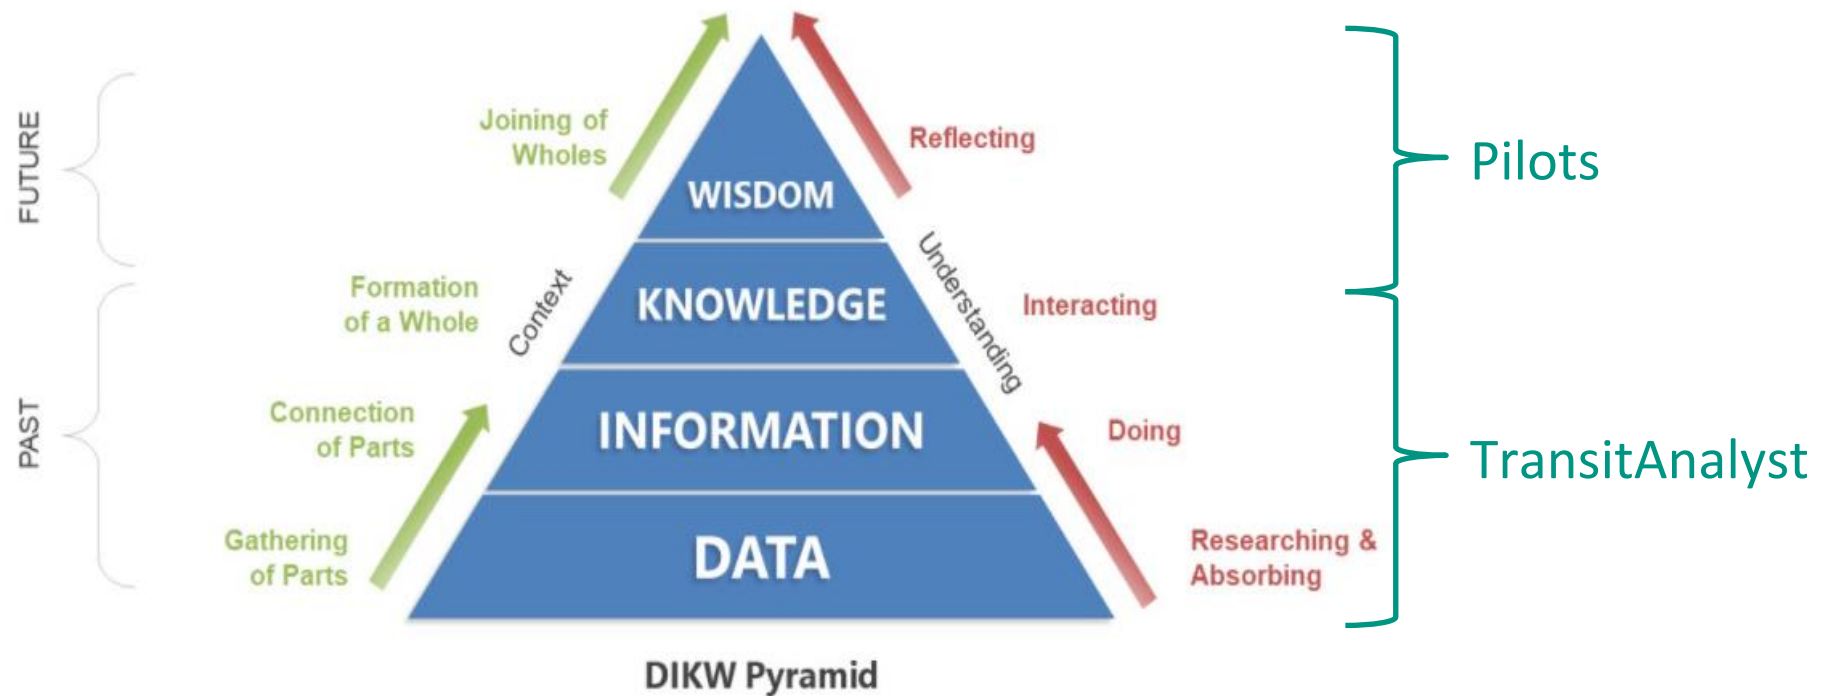 FUTURE
PAST
Joining of
Wholes
Formation
of a Whole
Connection
of Parts
Gathering
of Parts
Context
WISDOM
KNOWLEDGE
INFORMATION
DATA
Understanding
Reflecting
Interacting
Doing
Researching &
Absorbing
Pilots
TransitAnalyst
DIKW Pyramid